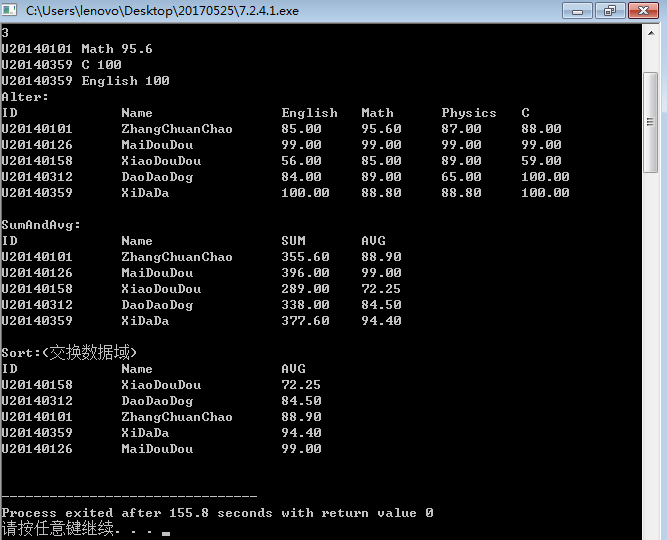 C:\Users\lenovo\Desktop\20170525\7.2.4.1.exe
3
U20140101 Math 95.6
U20140359 C 100
U20140359 English 100
Alter:
ID Name English Math Physics C
U20140101 ZhangChuanChao 85.00 95.60 87.00 88.00
U20140126 MaiDouDou 99.00 99.00 99.00 99.00
U20140158 XiaoDouDou 56.00 85.00 89.00 59.00
U20140312 DaoDaoDog 84.00 89.00 65.00 100.00
U20140359 XiDaDa 100.00 88.80 88.80 100.00
SumAndAvg:
ID Name SUM AVG
U20140101 ZhangChuanChao 355.60 88.90
U20140126 MaiDouDou 396.00 99.00
U20140158 XiaoDouDou 289.00 72.25
U20140312 DaoDaoDog 338.00 84.50
U20140359 XiDaDa 377.60 94.40
Sort:(交换数据域)
ID Name AVG
U20140158 XiaoDouDou 72.25
U20140312 DaoDaoDog 84.50
U20140101 ZhangChuanChao 88.90
U20140359 XiDaDa 94.40
U20140126 MaiDouDou 99.00
--------------------------------
Process exited after 155.8 seconds with return value 0
请按任意键继续. . .